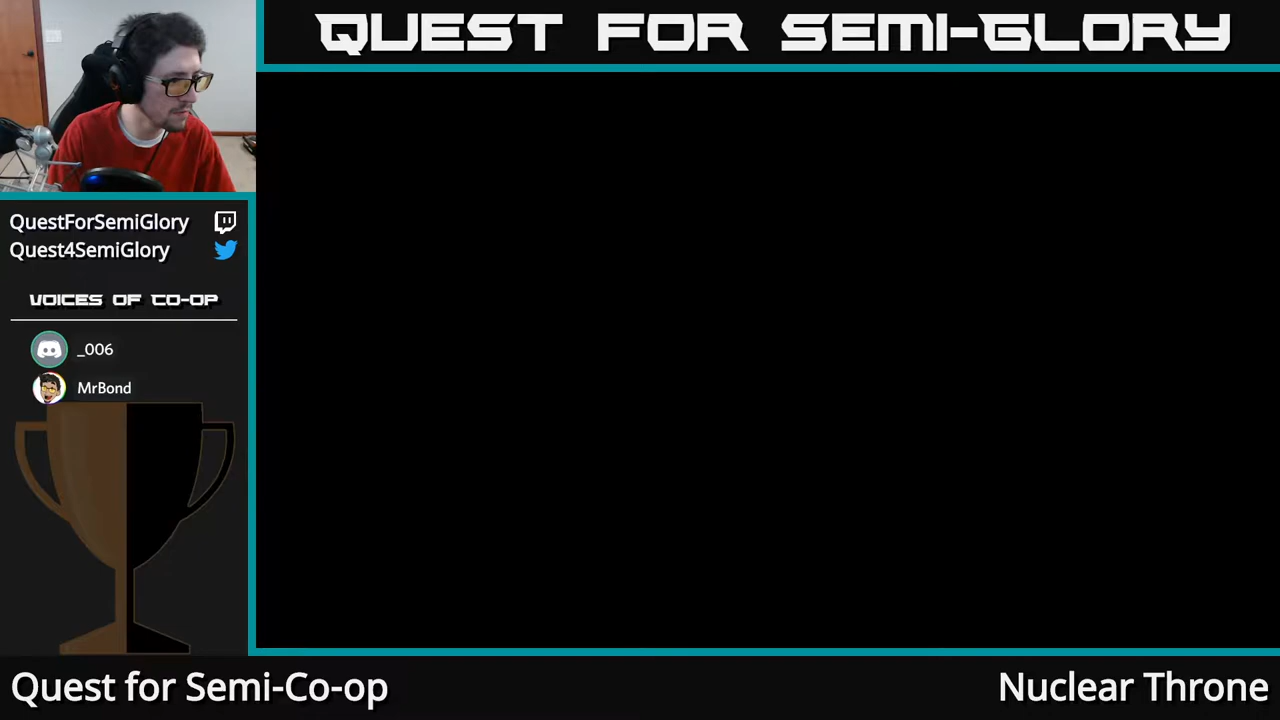 QUEST FOR SEMI-GLORY
QuestForSemiGlory
Quest4SemiGlory
VOICES OF CO-OP
_006
MrBond
Quest for Semi-Co-op
Nuclear Throne